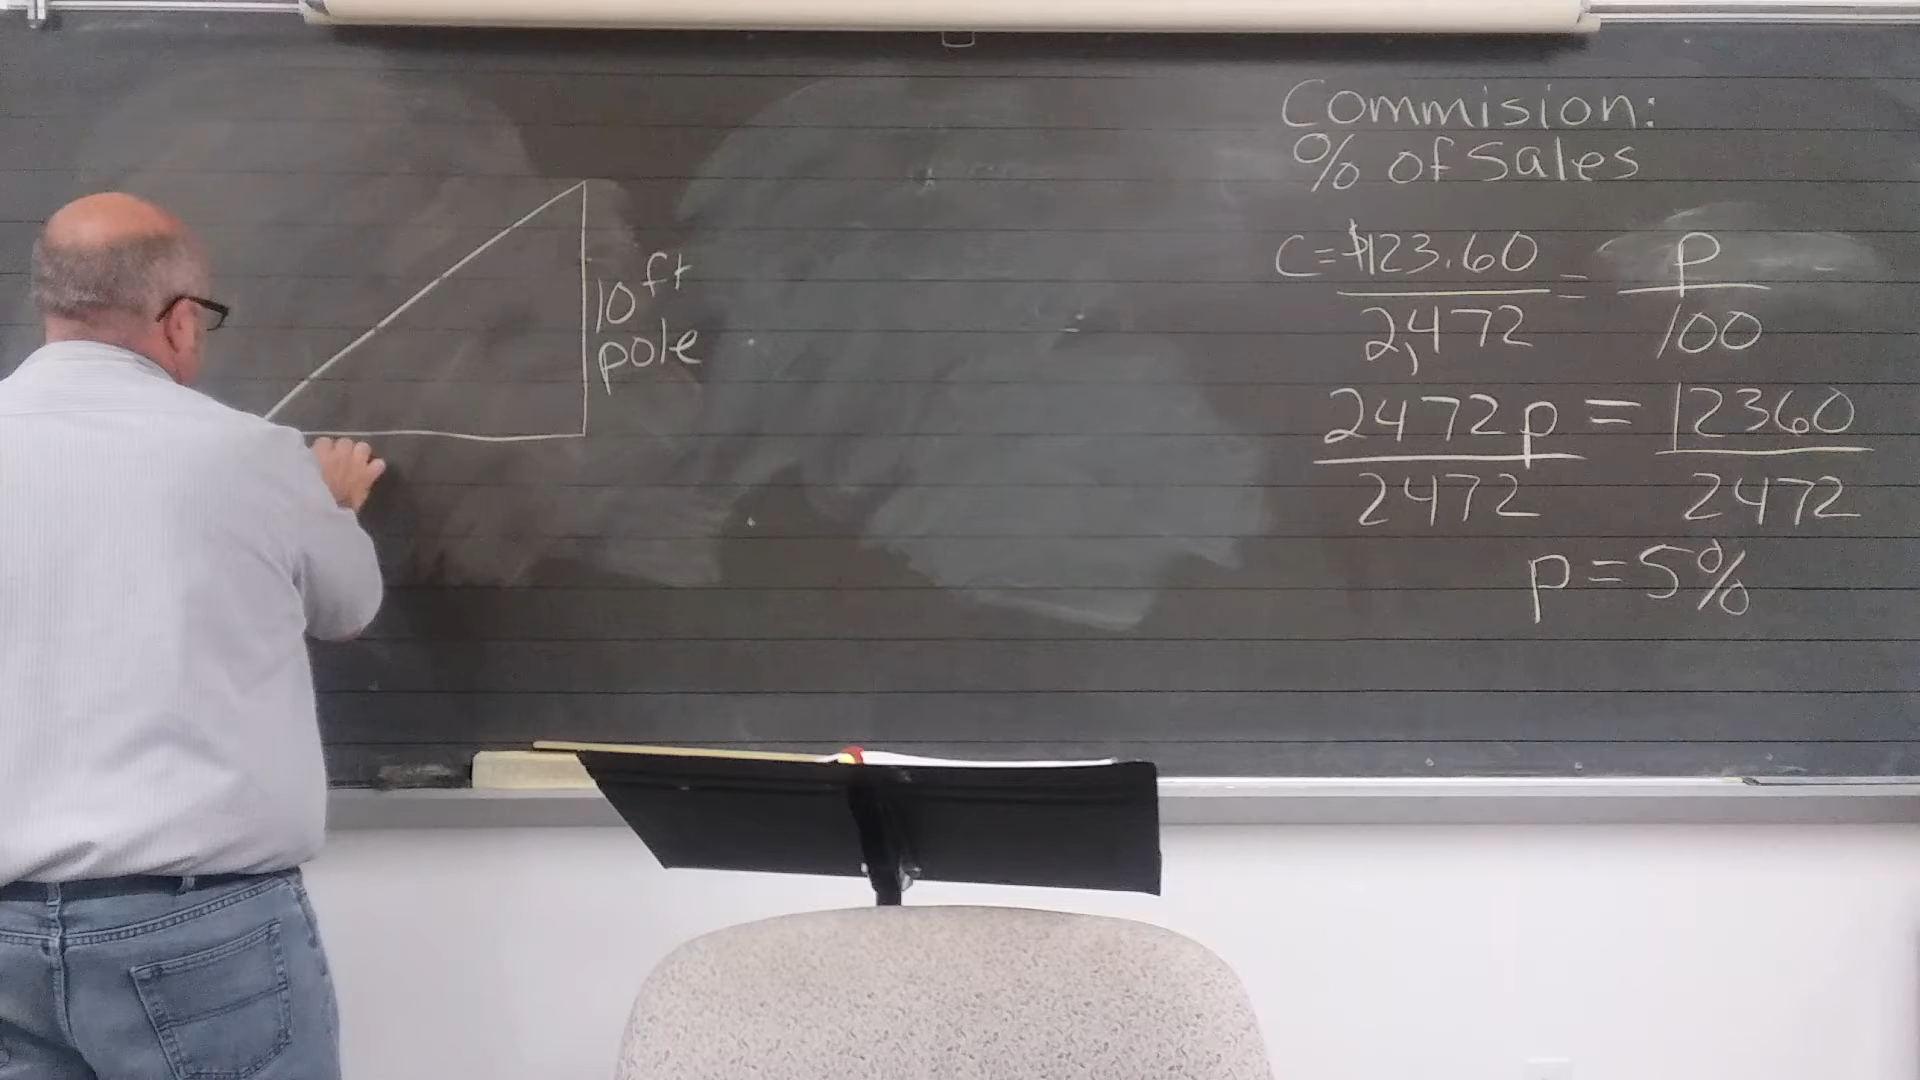 10 ft
pole
Commision:
% of Sales
C = $123.60 / 2,472 = p / 100
2472p / 2472 = 12360 / 2472
p = 5%